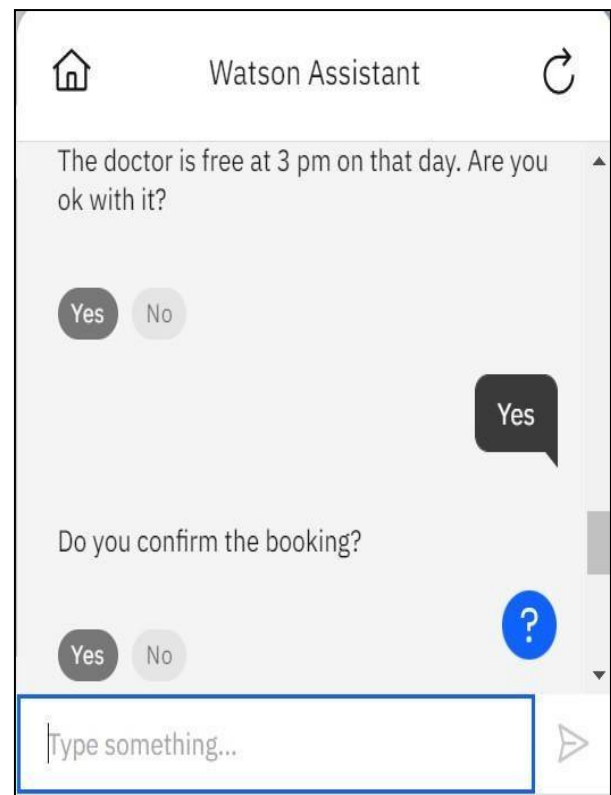 Watson Assistant
The doctor is free at 3 pm on that day. Are you
ok with it?
Yes No
Yes
Do you confirm the booking?
?
Yes No
Type something...